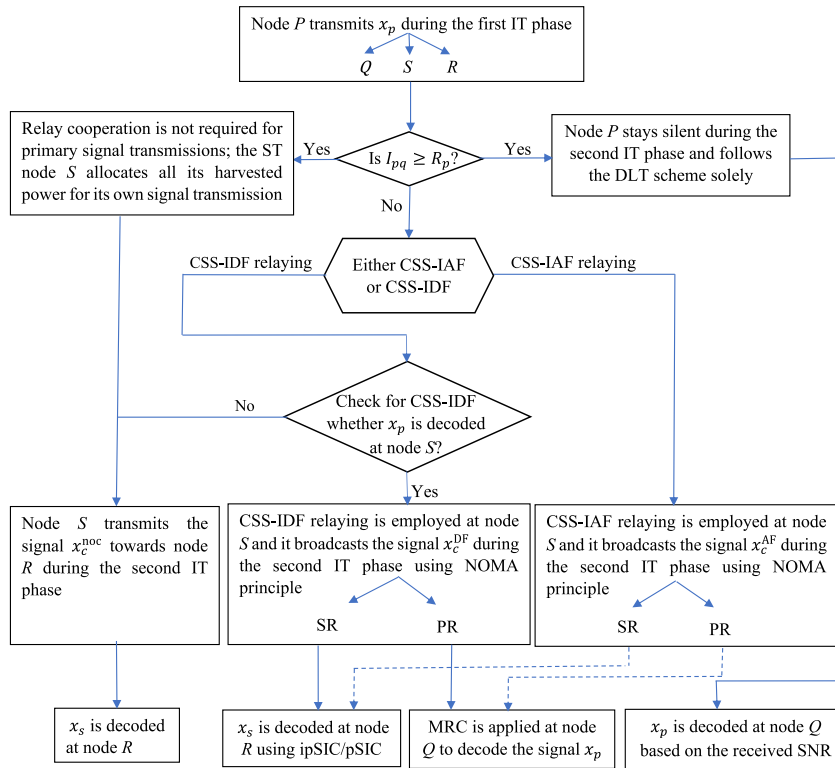 Node P transmits x_p during the first IT phase
Q S R
Relay cooperation is not required for
primary signal transmissions; the ST
node S allocates all its harvested
power for its own signal transmission
Yes
Is I_pq ≥ R_p?
Yes
Node P stays silent during the
second IT phase and follows
the DLT scheme solely
No
CSS-IDF relaying
Either CSS-IAF
or CSS-IDF
CSS-IAF relaying
No
Check for CSS-IDF
whether x_p is decoded
at node S?
Yes
Node S transmits the
signal x_c^noc towards node
R during the second IT
phase
CSS-IDF relaying is employed at node
S and it broadcasts the signal x_c^DF during
the second IT phase using NOMA
principle
SR PR
CSS-IAF relaying is employed at node
S and it broadcasts the signal x_c^AF during
the second IT phase using NOMA
principle
SR PR
x_s is decoded
at node R
x_s is decoded at node
R using ipSIC/pSIC
MRC is applied at node
Q to decode the signal x_p
x_p is decoded at node Q
based on the received SNR